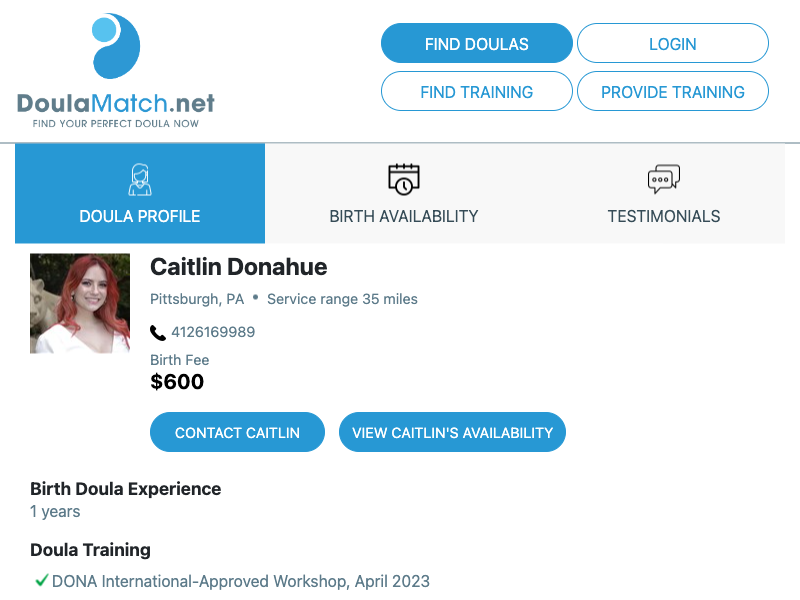 DoulaMatch.net
FIND YOUR PERFECT DOULA NOW
FIND DOULAS
LOGIN
FIND TRAINING
PROVIDE TRAINING
DOULA PROFILE
BIRTH AVAILABILITY
TESTIMONIALS
Caitlin Donahue
Pittsburgh, PA • Service range 35 miles
4126169989
Birth Fee
$600
CONTACT CAITLIN
VIEW CAITLIN'S AVAILABILITY
Birth Doula Experience
1 years
Doula Training
DONA International-Approved Workshop, April 2023